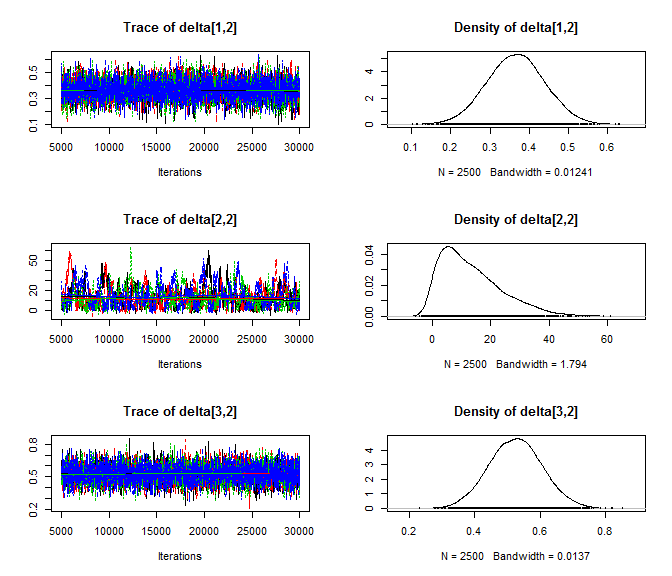 Trace of delta[1,2]
0.1 0.3 0.5
5000 10000 15000 20000 25000 30000
Iterations
Density of delta[1,2]
0 2 4
0.1 0.2 0.3 0.4 0.5 0.6
N = 2500 Bandwidth = 0.01241
Trace of delta[2,2]
0 20 50
5000 10000 15000 20000 25000 30000
Iterations
Density of delta[2,2]
0.00 0.02 0.04
0 20 40 60
N = 2500 Bandwidth = 1.794
Trace of delta[3,2]
0.2 0.5 0.8
5000 10000 15000 20000 25000 30000
Iterations
Density of delta[3,2]
0 1 2 3 4
0.2 0.4 0.6 0.8
N = 2500 Bandwidth = 0.0137